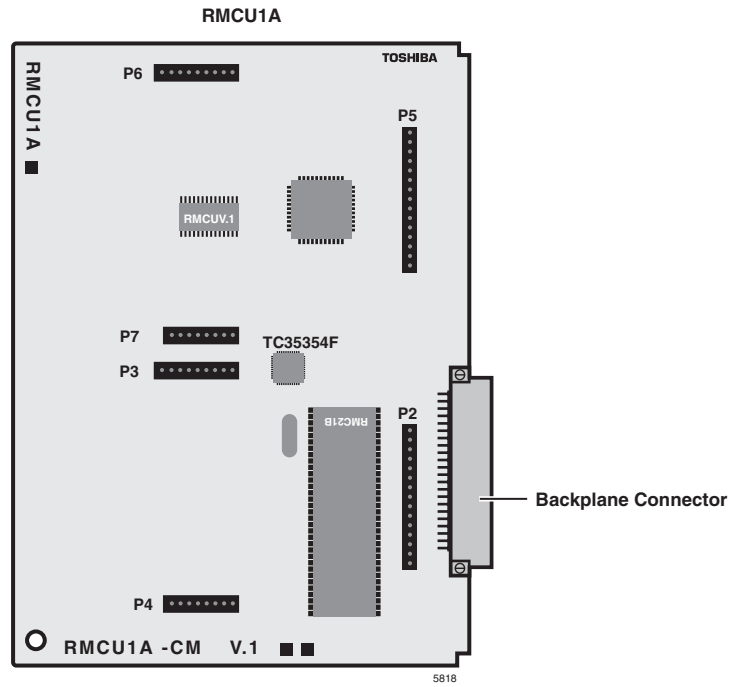 RMCU1A
TOSHIBA
RMCU1A
P6
P5
RMCUV.1
P7
TC35354F
P3
RMC21B
P2
Backplane Connector
P4
RMCU1A -CM V.1
5818